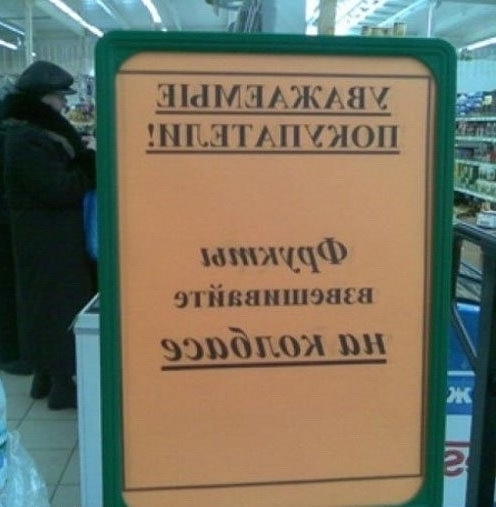 УВАЖАЕМЫЕ
ПОКУПАТЕЛИ!
Фрукты
взвешивайте
на колбасе